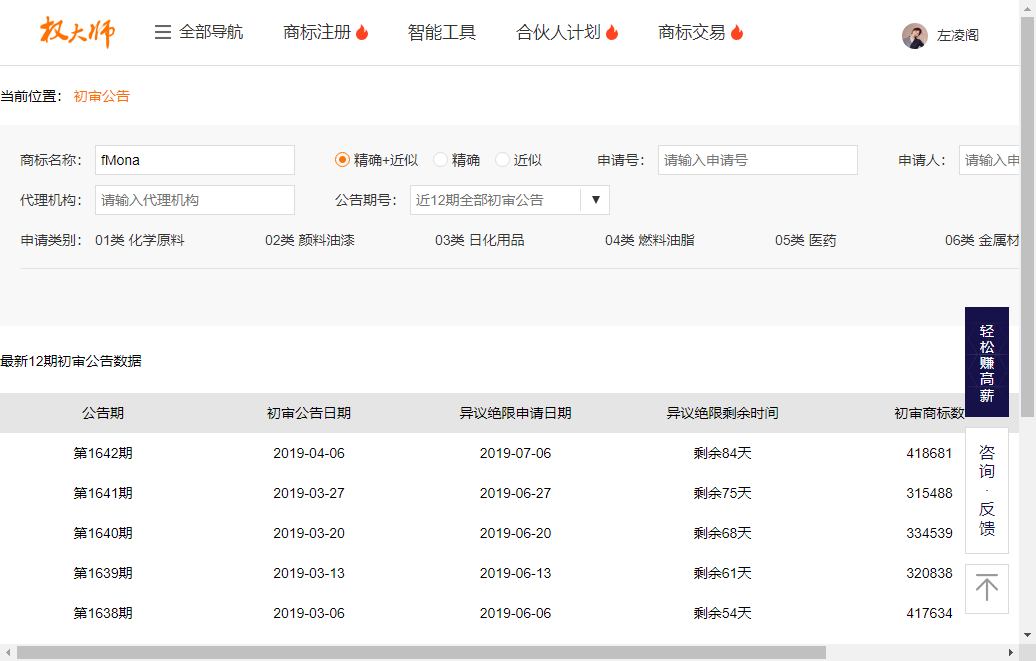 权大师 全部导航 商标注册 智能工具 合伙人计划 商标交易 左凌阁
当前位置： 初审公告
商标名称： fMona 精确+近似 精确 近似 申请号： 请输入申请号 申请人： 请输入申
代理机构： 请输入代理机构 公告期号： 近12期全部初审公告
申请类别： 01类 化学原料 02类 颜料油漆 03类 日化用品 04类 燃料油脂 05类 医药 06类 金属材
轻松赚高薪
最新12期初审公告数据
公告期 初审公告日期 异议绝限申请日期 异议绝限剩余时间 初审商标数
第1642期 2019-04-06 2019-07-06 剩余84天 418681
第1641期 2019-03-27 2019-06-27 剩余75天 315488
第1640期 2019-03-20 2019-06-20 剩余68天 334539
第1639期 2019-03-13 2019-06-13 剩余61天 320838
第1638期 2019-03-06 2019-06-06 剩余54天 417634
咨询·反馈